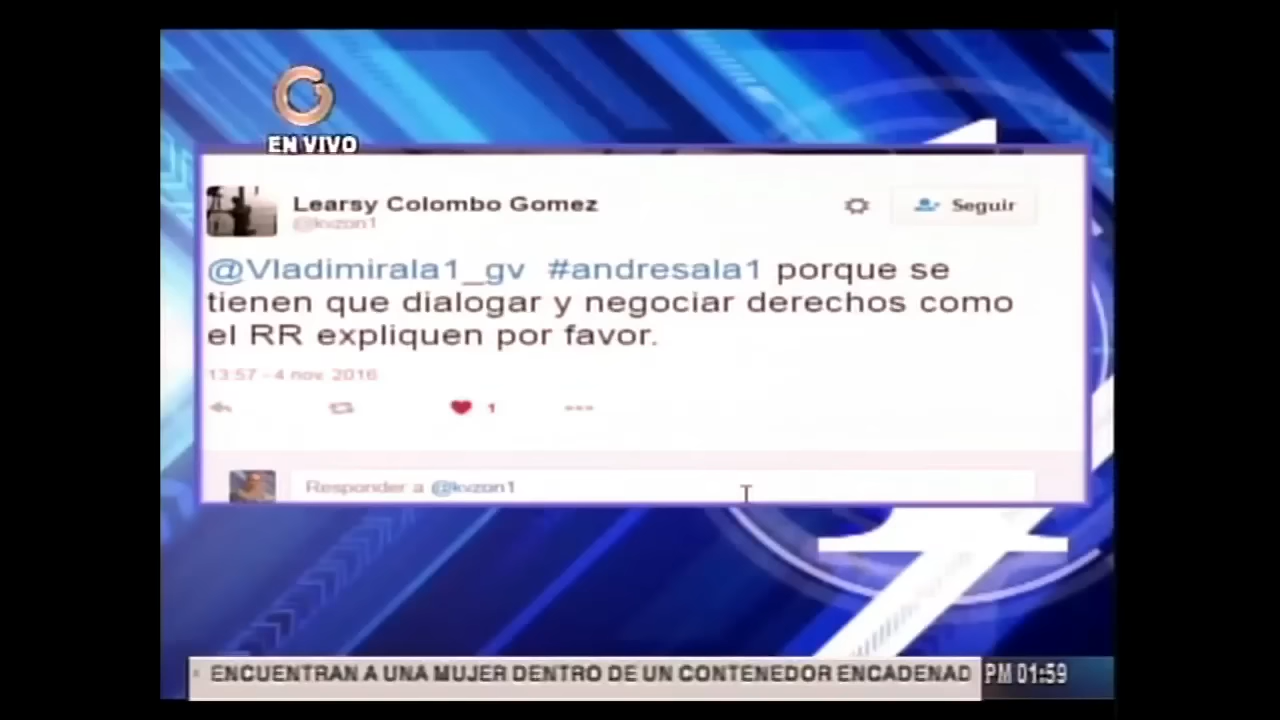 EN VIVO
Learsy Colombo Gomez
@kvzon1
Seguir
@Vladimirala1_gv #andresala1 porque se
tienen que dialogar y negociar derechos como
el RR expliquen por favor.
13:57 - 4 nov. 2016
1
Responder a @kvzon1
ENCUENTRAN A UNA MUJER DENTRO DE UN CONTENEDOR ENCADENAD
PM 01:59